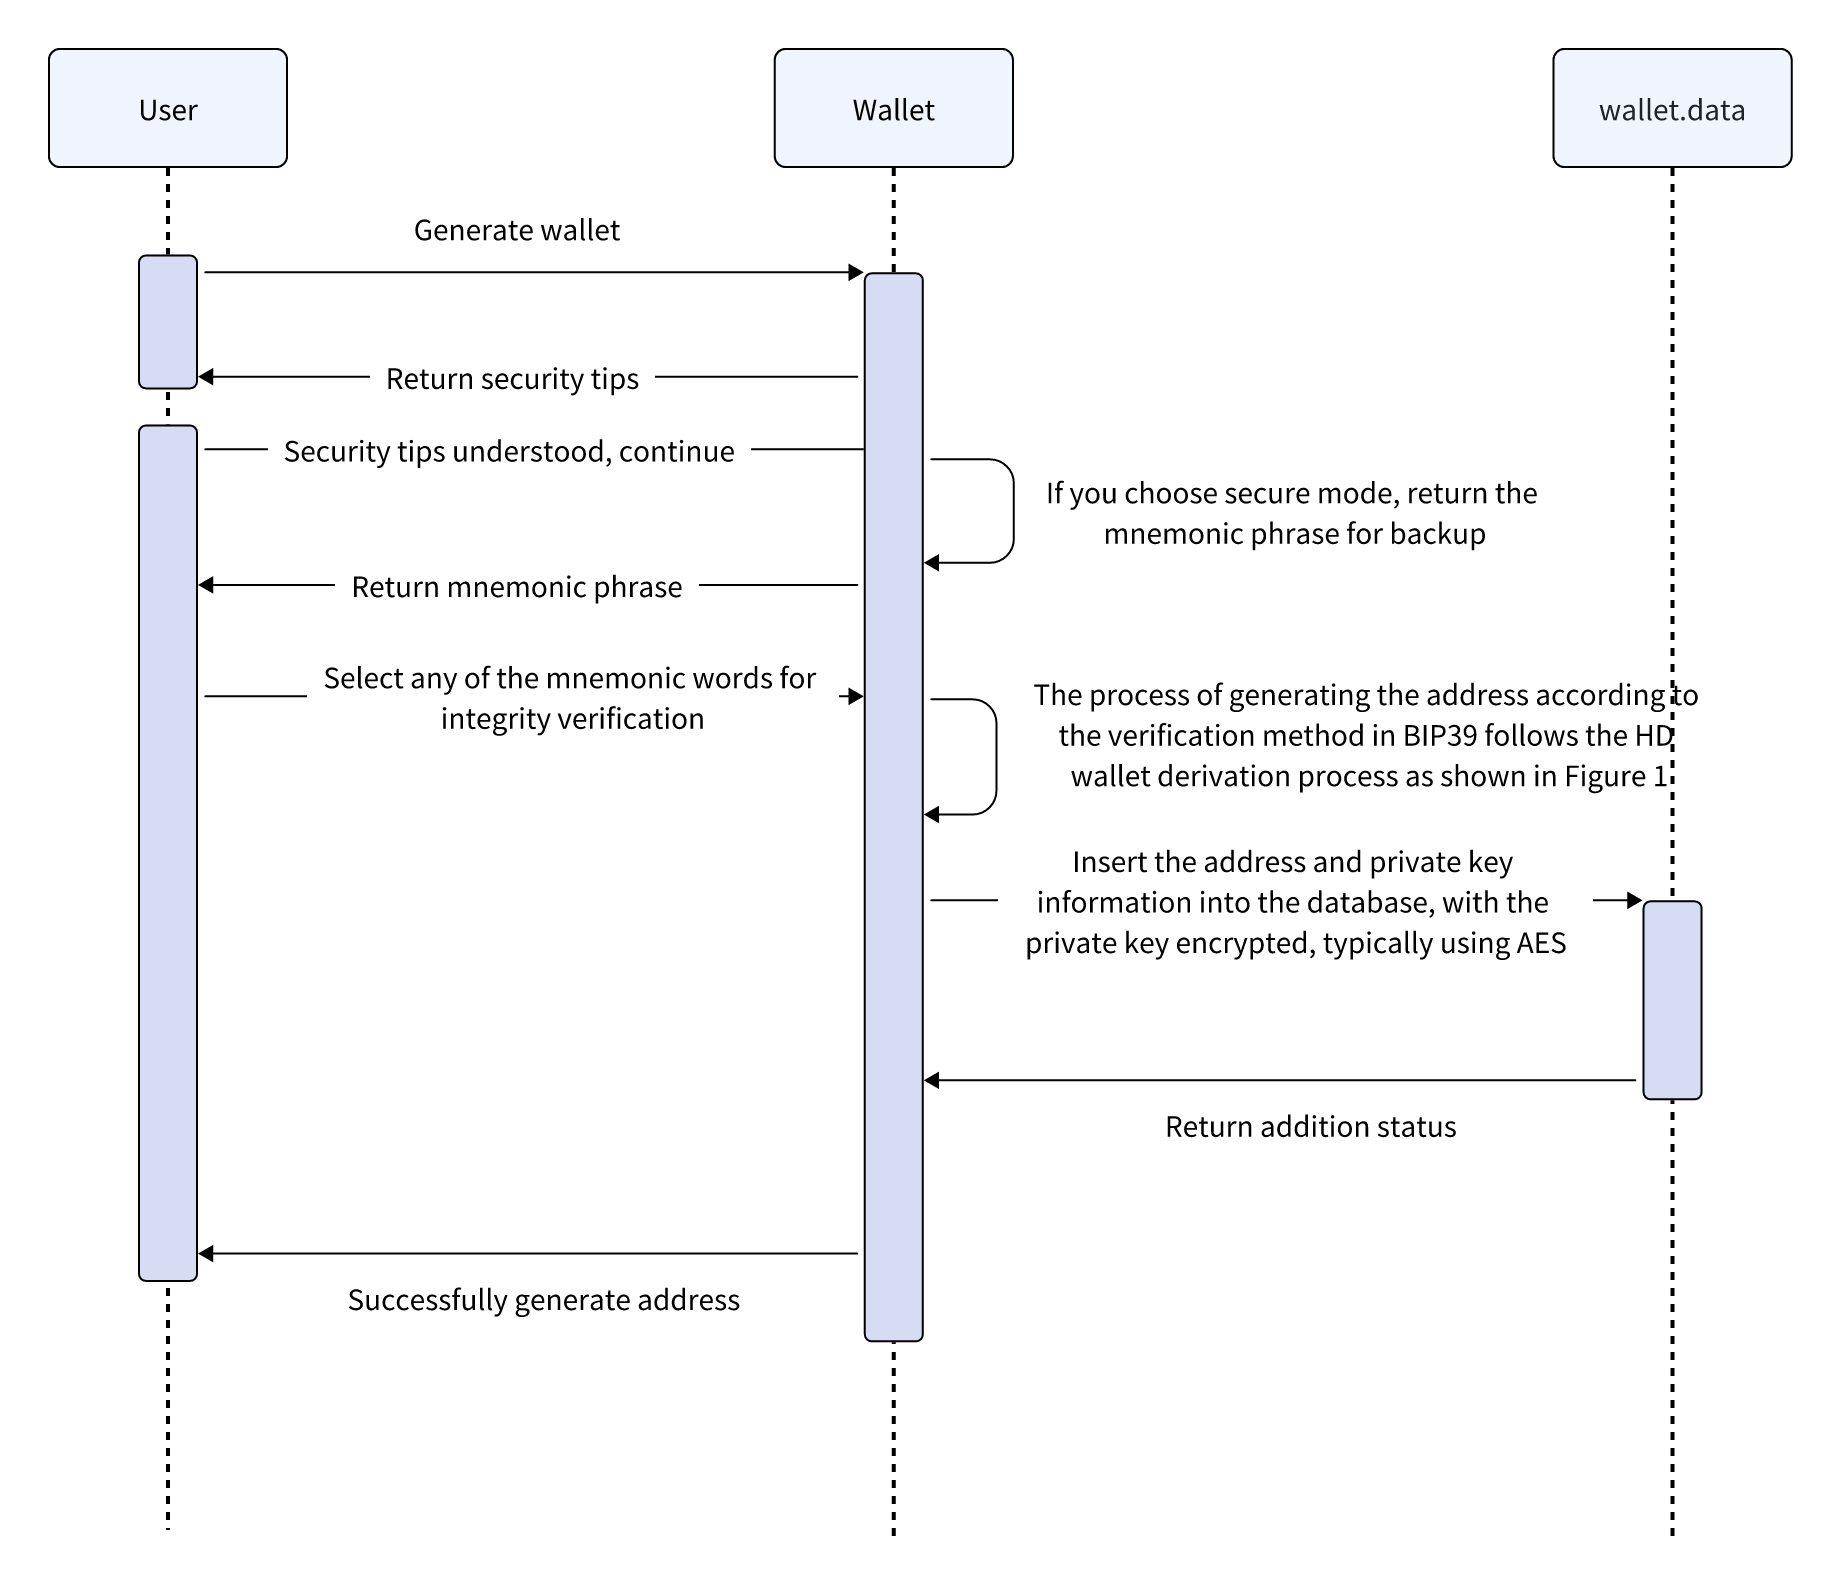 User
Wallet
wallet.data
Generate wallet
Return security tips
Security tips understood, continue
If you choose secure mode, return the
mnemonic phrase for backup
Return mnemonic phrase
Select any of the mnemonic words for
integrity verification
The process of generating the address according to
the verification method in BIP39 follows the HD
wallet derivation process as shown in Figure 1
Insert the address and private key
information into the database, with the
private key encrypted, typically using AES
Return addition status
Successfully generate address